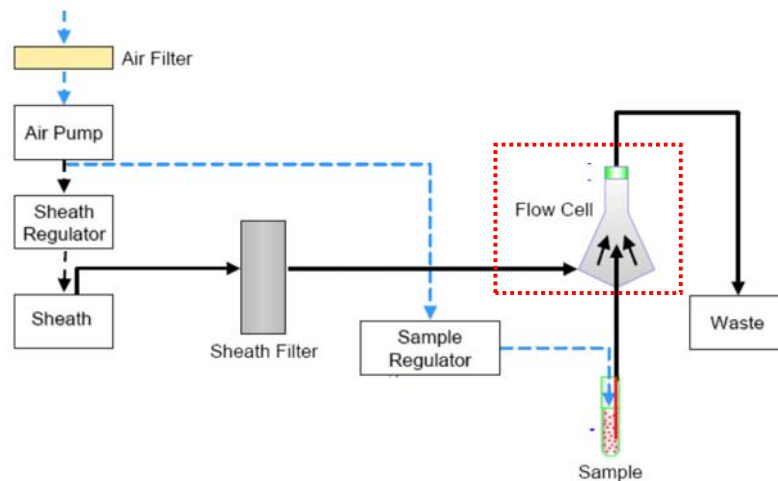 Air Filter
Air Pump
Sheath
Regulator
Flow Cell
Sheath
Sheath Filter
Sample
Regulator
Waste
Sample